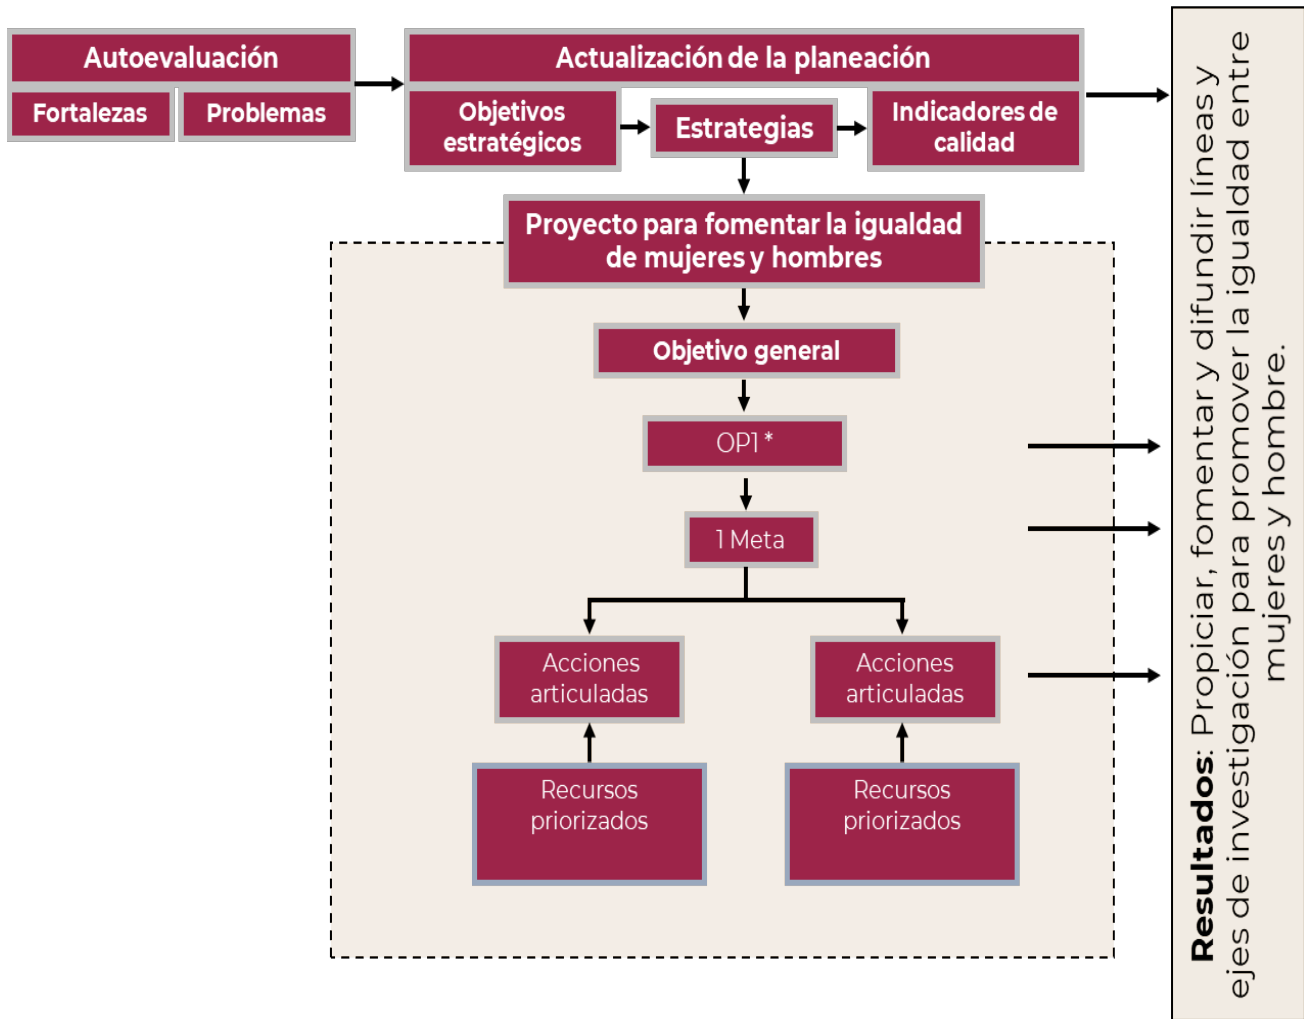 Autoevaluación
Fortalezas
Problemas
Actualización de la planeación
Objetivos
estratégicos
Estrategias
Indicadores de
calidad
Proyecto para fomentar la igualdad
de mujeres y hombres
Objetivo general
OP1 *
1 Meta
Acciones
articuladas
Acciones
articuladas
Recursos
priorizados
Recursos
priorizados
Resultados: Propiciar, fomentar y difundir líneas y
ejes de investigación para promover la igualdad entre
mujeres y hombre.